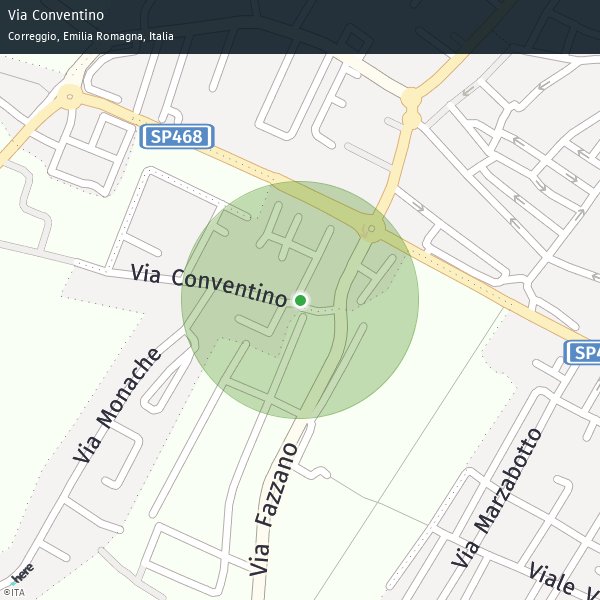 Via Conventino
Correggio, Emilia Romagna, Italia
SP468
Via Conventino
SP4
Via Monache
Via Fazzano
Via Marzabotto
Viale V
here
©ITA